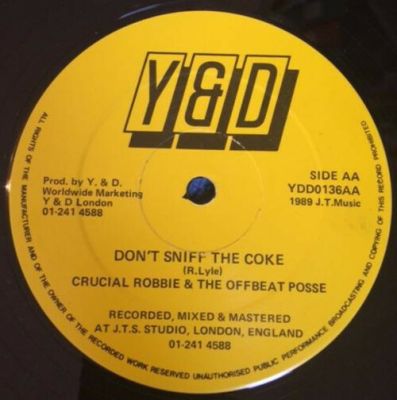 Y&D
SIDE AA
YDD0136AA
1989 J.T.Music
Prod. by Y. & D.
Worldwide Marketing
Y & D London
01-241 4588
DON'T SNIFF THE COKE
(R.Lyle)
CRUCIAL ROBBIE & THE OFFBEAT POSSE
RECORDED, MIXED & MASTERED
AT J.T.S. STUDIO, LONDON, ENGLAND
01-241 4588
ALL RIGHTS OF THE MANUFACTURER AND OF THE OWNER OF THE RECORDED WORK RESERVED UNAUTHORISED PUBLIC PERFORMANCE BROADCASTING AND COPYING OF THIS RECORD PROHIBITED